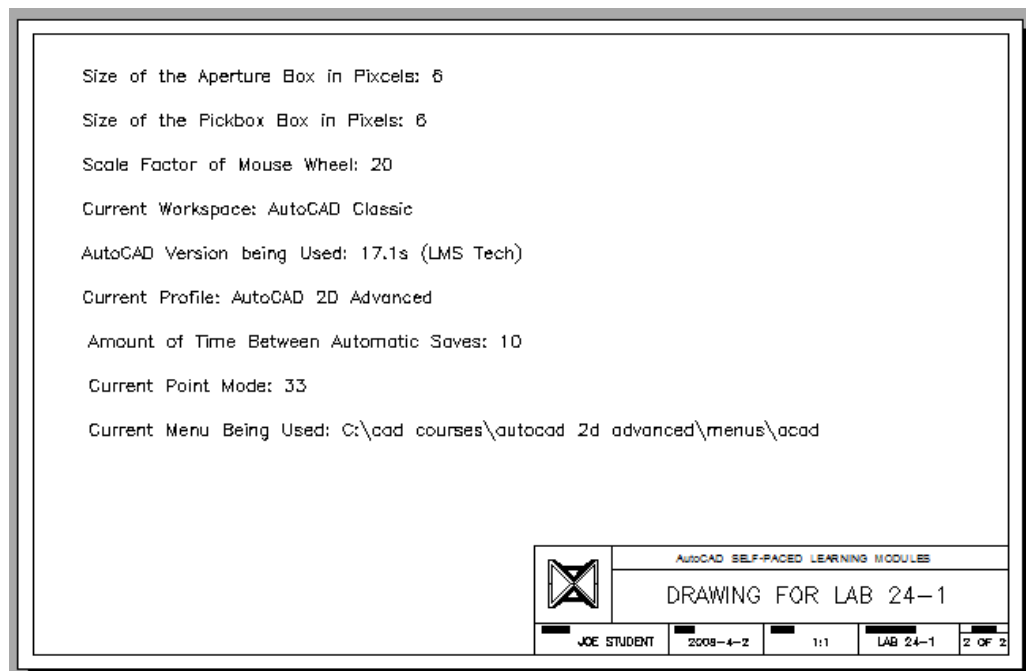 Size of the Aperture Box in Pixcels: 6
Size of the Pickbox Box in Pixels: 6
Scale Factor of Mouse Wheel: 20
Current Workspace: AutoCAD Classic
AutoCAD Version being Used: 17.1s (LMS Tech)
Current Profile: AutoCAD 2D Advanced
Amount of Time Between Automatic Saves: 10
Current Point Mode: 33
Current Menu Being Used: C:\cad courses\autocad 2d advanced\menus\acad
AutoCAD SELF-PACED LEARNING MODULES
DRAWING FOR LAB 24-1
JOE STUDENT 2008-4-2 1:1 LAB 24-1 2 OF 2